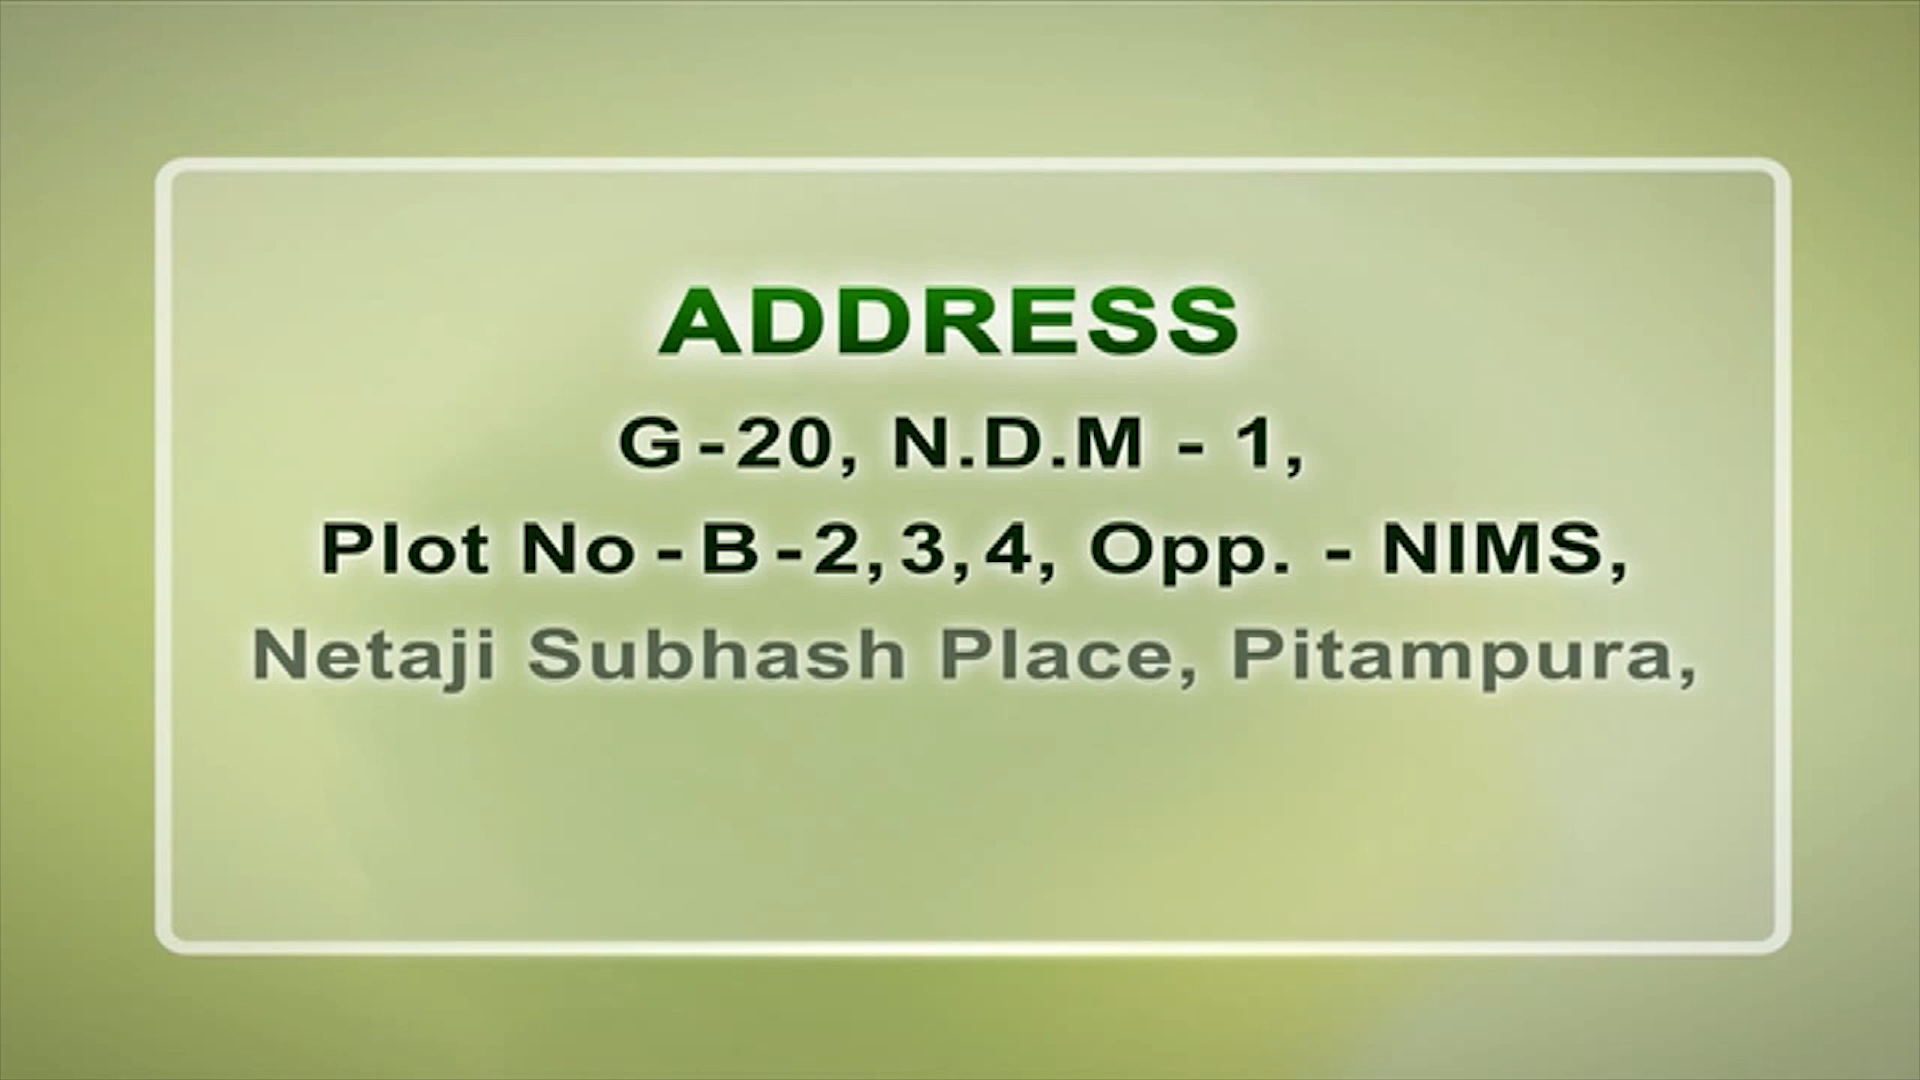 ADDRESS
G-20, N.D.M - 1,
Plot No-B-2,3,4, Opp. - NIMS,
Netaji Subhash Place, Pitampura,